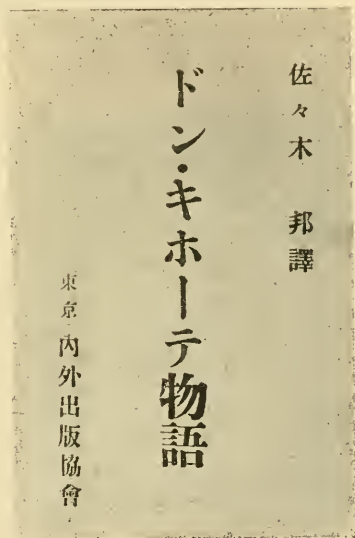 佐々木 邦譯
ドン・キホーテ物語
東京 內外出版協會